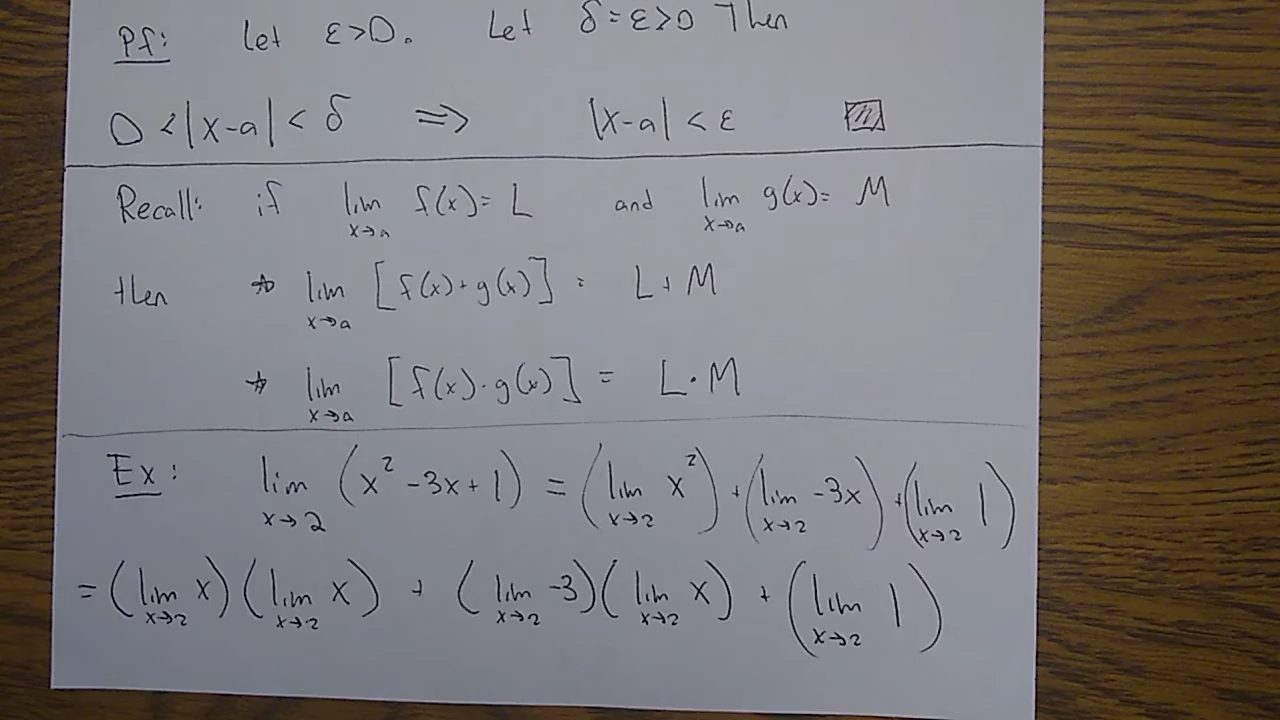 Pf: Let ε>0. Let δ=ε>0 Then
0<|x-a|<δ ⟹ |x-a|<ε
Recall: if lim x→a f(x)= L and lim x→a g(x)= M
then * lim x→a [f(x)+g(x)] = L+M
* lim x→a [f(x)·g(x)] = L·M
Ex: lim x→2 (x² -3x+1) = (lim x→2 x²) + (lim x→2 -3x) + (lim x→2 1)
= (lim x→2 x)(lim x→2 x) + (lim x→2 -3)(lim x→2 x) + (lim x→2 1)